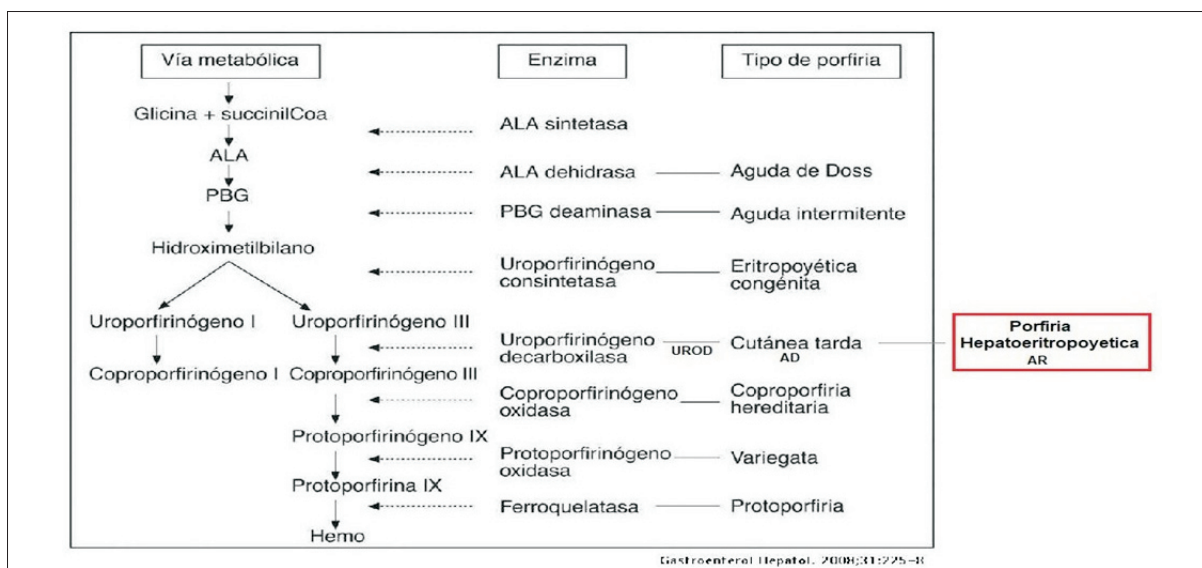 Vía metabólica
Enzima
Tipo de porfiria
Glicina + succinilCoa
ALA sintetasa
ALA
ALA dehidrasa
Aguda de Doss
PBG
PBG deaminasa
Aguda intermitente
Hidroximetilbilano
Uroporfirinógeno
consintetasa
Eritropoyética
congénita
Uroporfirinógeno I
Uroporfirinógeno III
Uroporfirinógeno
decarboxilasa
UROD
Cutánea tarda
AD
Porfiria
Hepatoeritropoyetica
AR
Coproporfirinógeno I
Coproporfirinógeno III
Coproporfirinógeno
oxidasa
Coproporfiria
hereditaria
Protoporfirinógeno IX
Protoporfirinógeno
oxidasa
Variegata
Protoporfirina IX
Ferroquelatasa
Protoporfiria
Hemo
Gastroenterol Hepatol. 2008;31:225-8